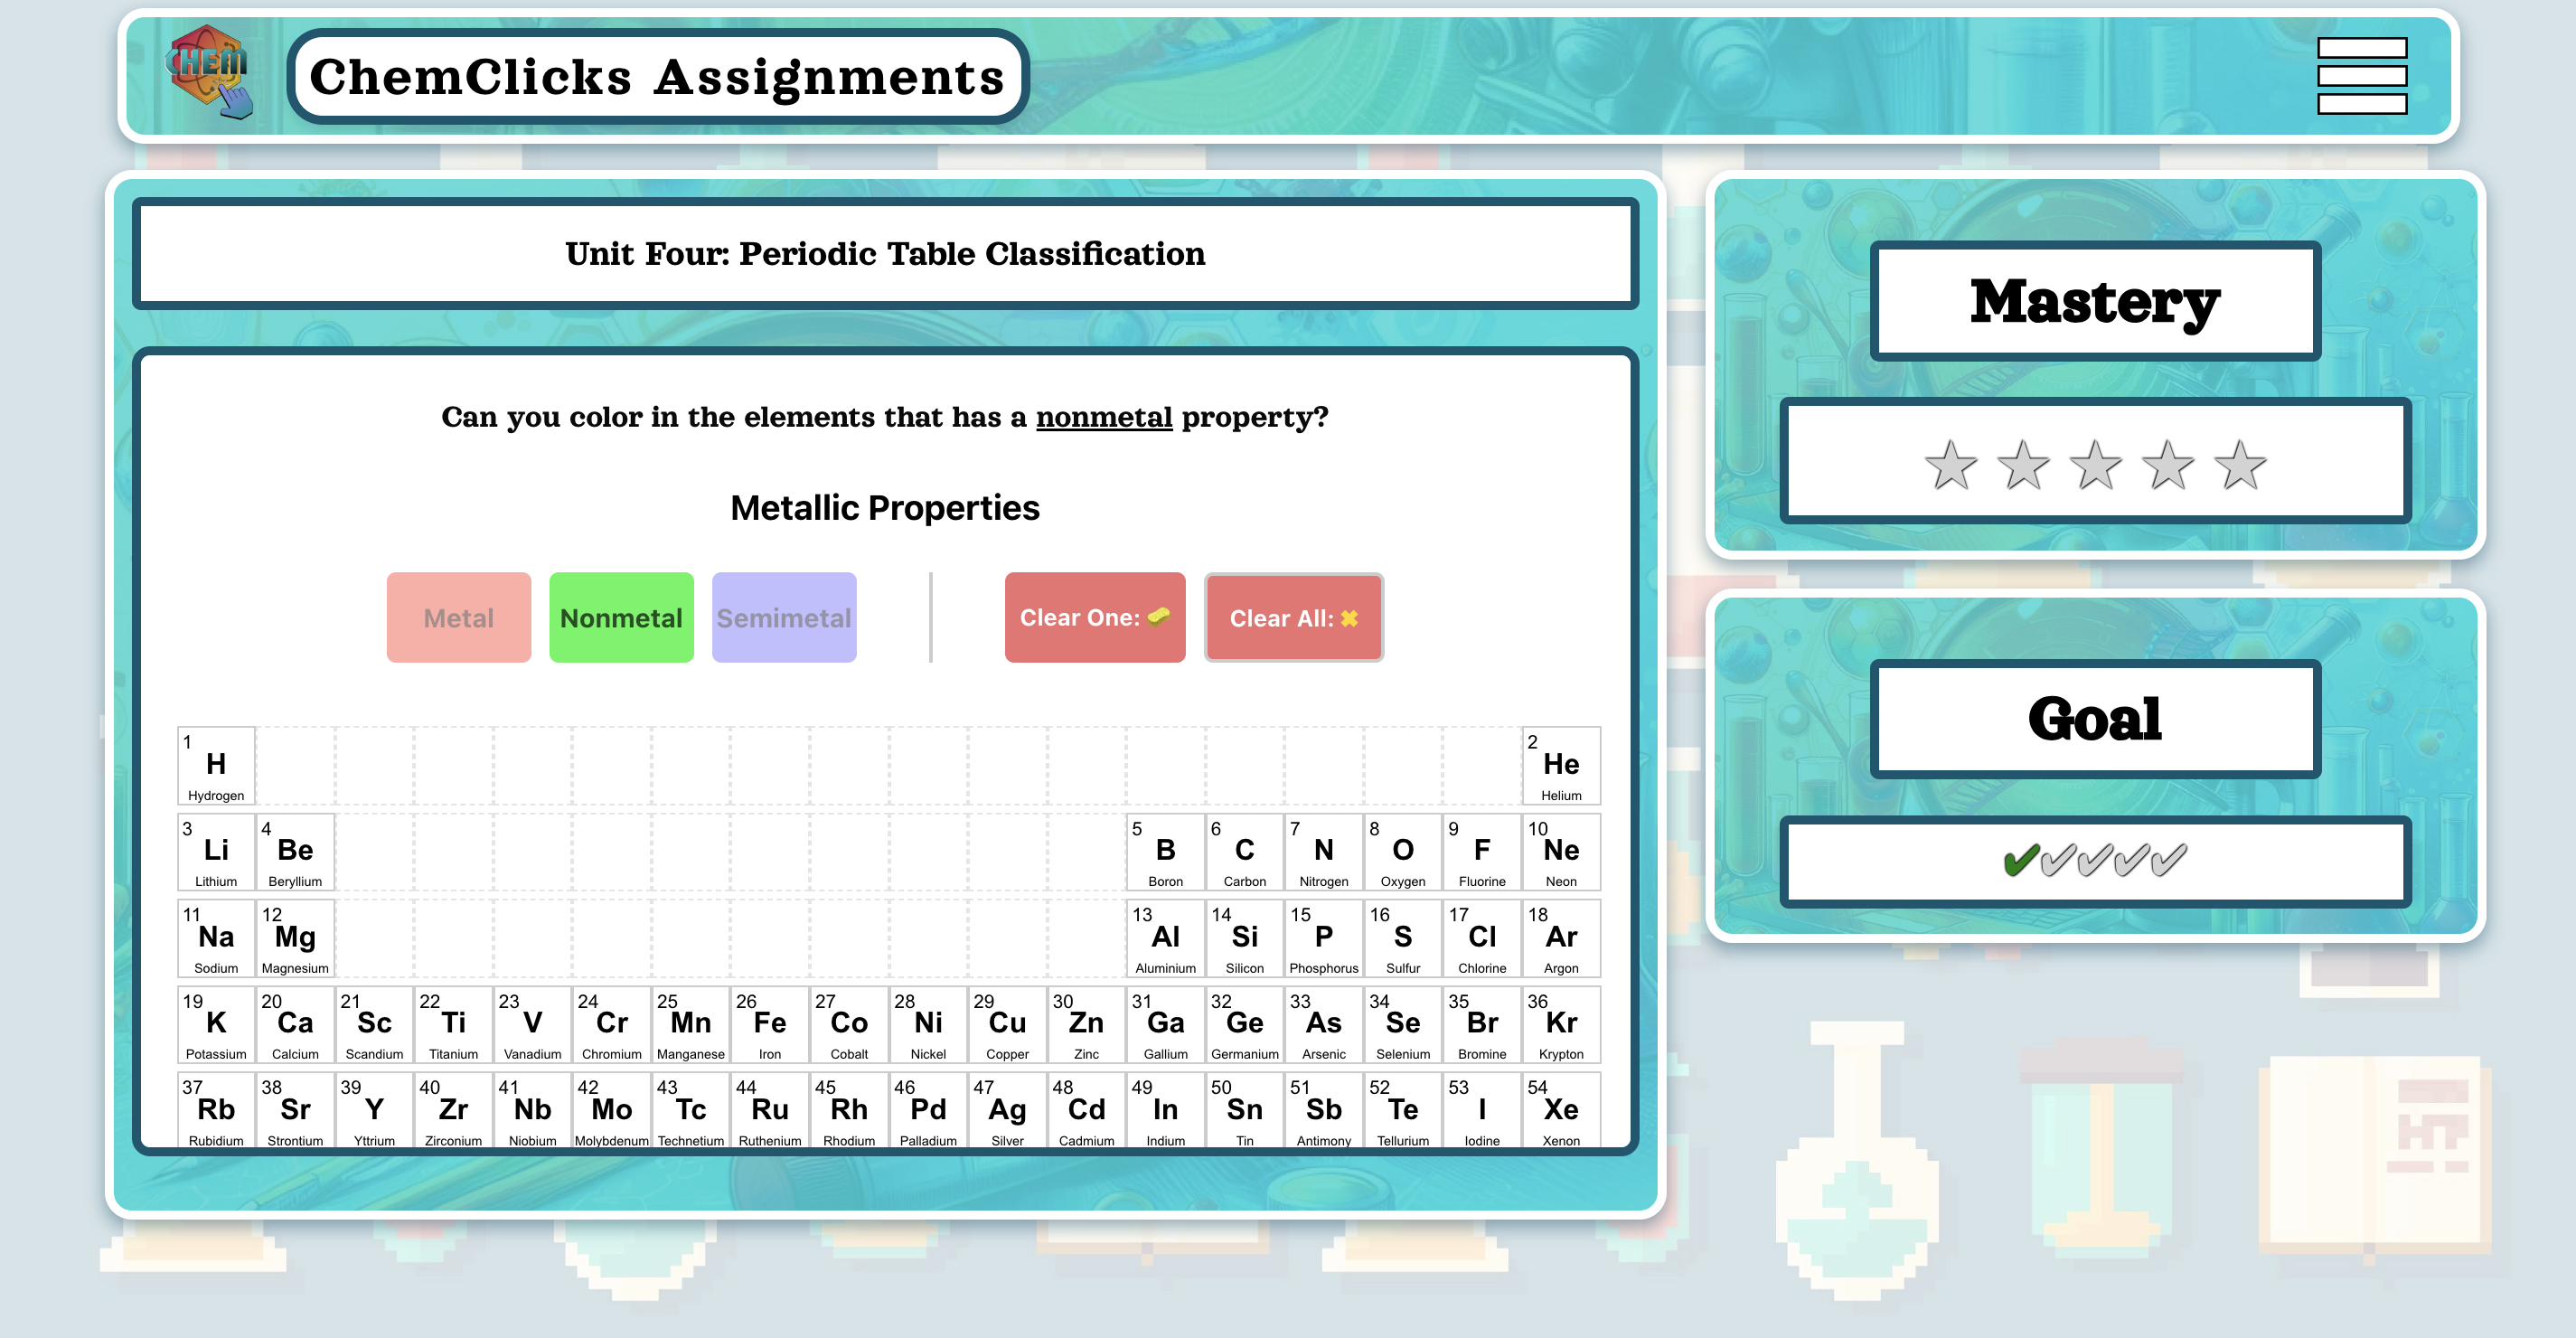 CHEM
ChemClicks Assignments
Unit Four: Periodic Table Classification
Can you color in the elements that has a nonmetal property?
Metallic Properties
Metal Nonmetal Semimetal Clear One: Clear All:
1 2
H He
Hydrogen Helium
3 4 5 6 7 8 9 10
Li Be B C N O F Ne
Lithium Beryllium Boron Carbon Nitrogen Oxygen Fluorine Neon
11 12 13 14 15 16 17 18
Na Mg Al Si P S Cl Ar
Sodium Magnesium Aluminium Silicon Phosphorus Sulfur Chlorine Argon
19 20 21 22 23 24 25 26 27 28 29 30 31 32 33 34 35 36
K Ca Sc Ti V Cr Mn Fe Co Ni Cu Zn Ga Ge As Se Br Kr
Potassium Calcium Scandium Titanium Vanadium Chromium Manganese Iron Cobalt Nickel Copper Zinc Gallium Germanium Arsenic Selenium Bromine Krypton
37 38 39 40 41 42 43 44 45 46 47 48 49 50 51 52 53 54
Rb Sr Y Zr Nb Mo Tc Ru Rh Pd Ag Cd In Sn Sb Te I Xe
Rubidium Strontium Yttrium Zirconium Niobium Molybdenum Technetium Ruthenium Rhodium Palladium Silver Cadmium Indium Tin Antimony Tellurium Iodine Xenon
Mastery
Goal